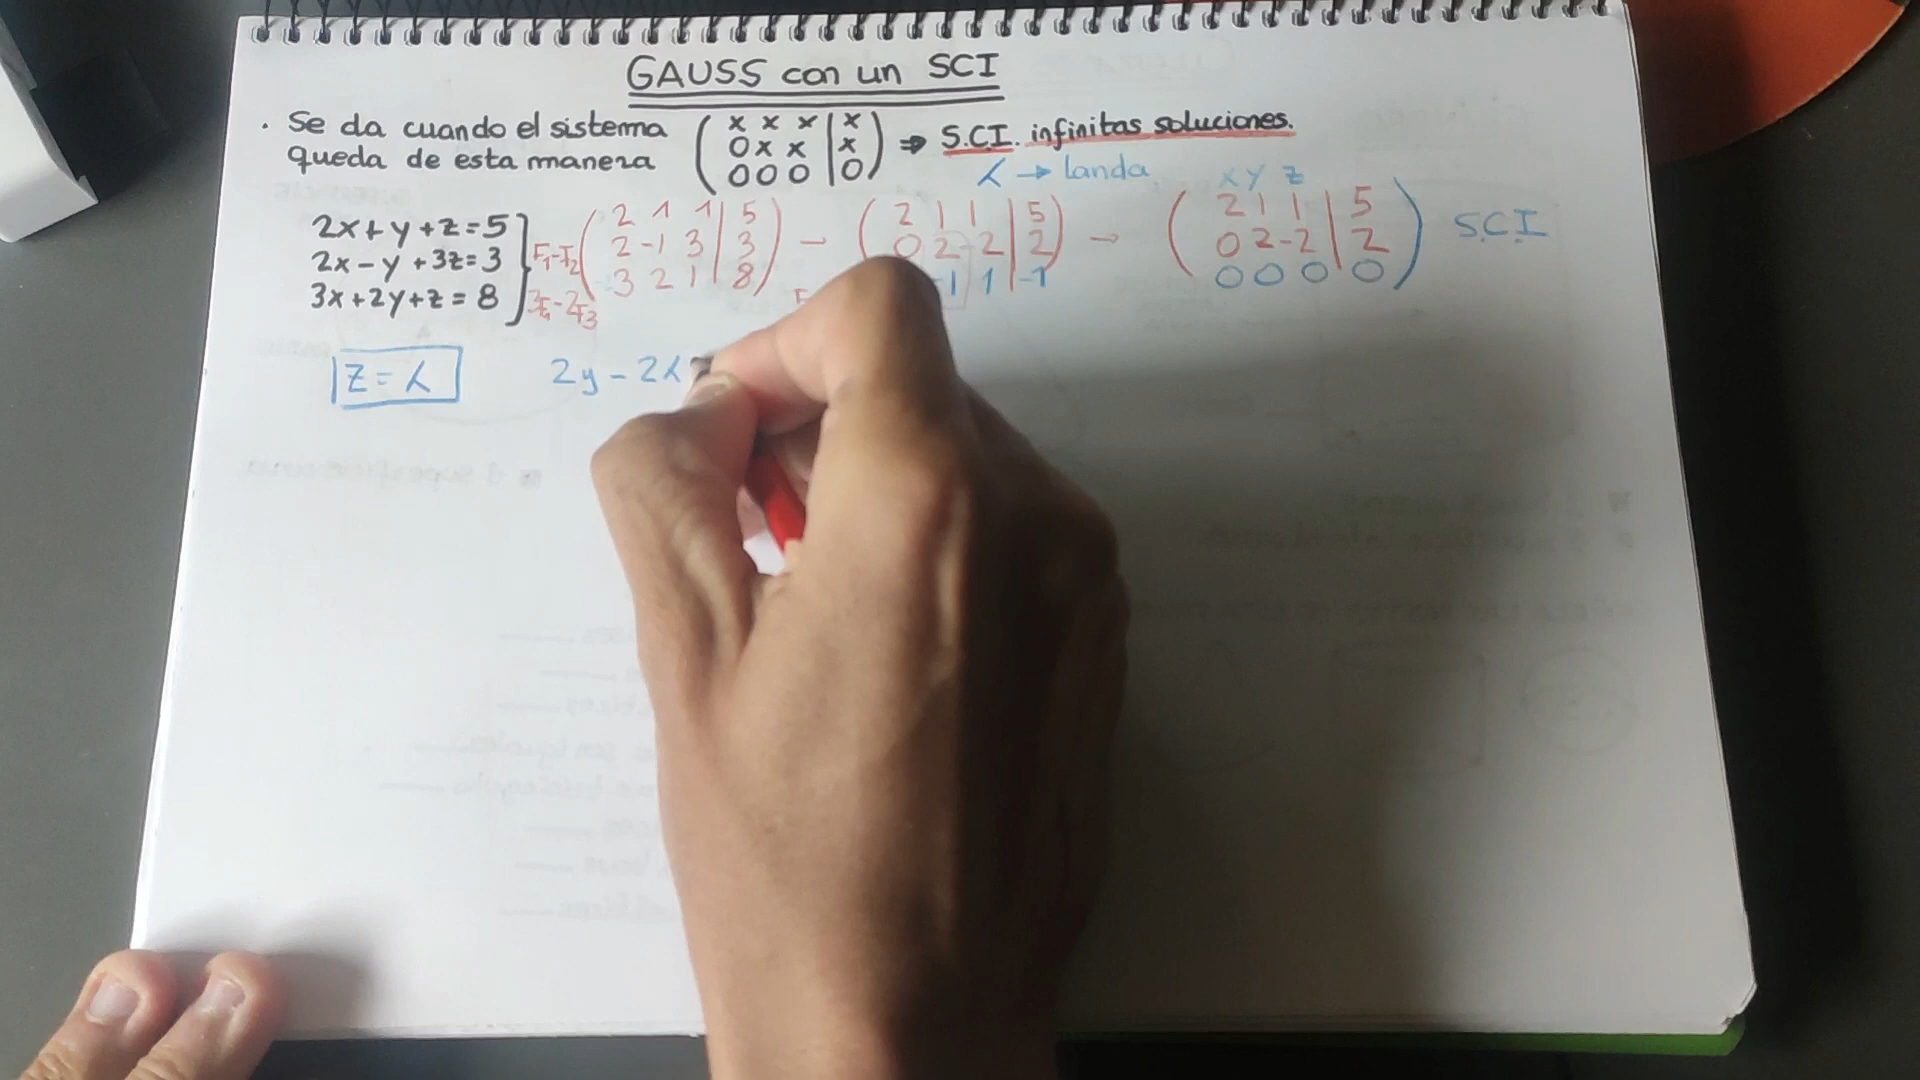 GAUSS con un SCI
. Se da cuando el sistema
queda de esta manera
( x x x | x
0 x x | x
0 0 0 | 0 ) ⇒ S.C.I. infinitas soluciones.
λ → landa
2x + y + z = 5
2x - y + 3z = 3
3x + 2y + z = 8
F₁-F₂
3F₁-2F₃
( 2 1 1 | 5
2 -1 3 | 3
3 2 1 | 8 ) →
( 2 1 1 | 5
0 2 -2 | 2
-1 1 | -1 ) →
x y z
( 2 1 1 | 5
0 2 -2 | 2
0 0 0 | 0 ) S.C.I
z = λ
2y - 2λ